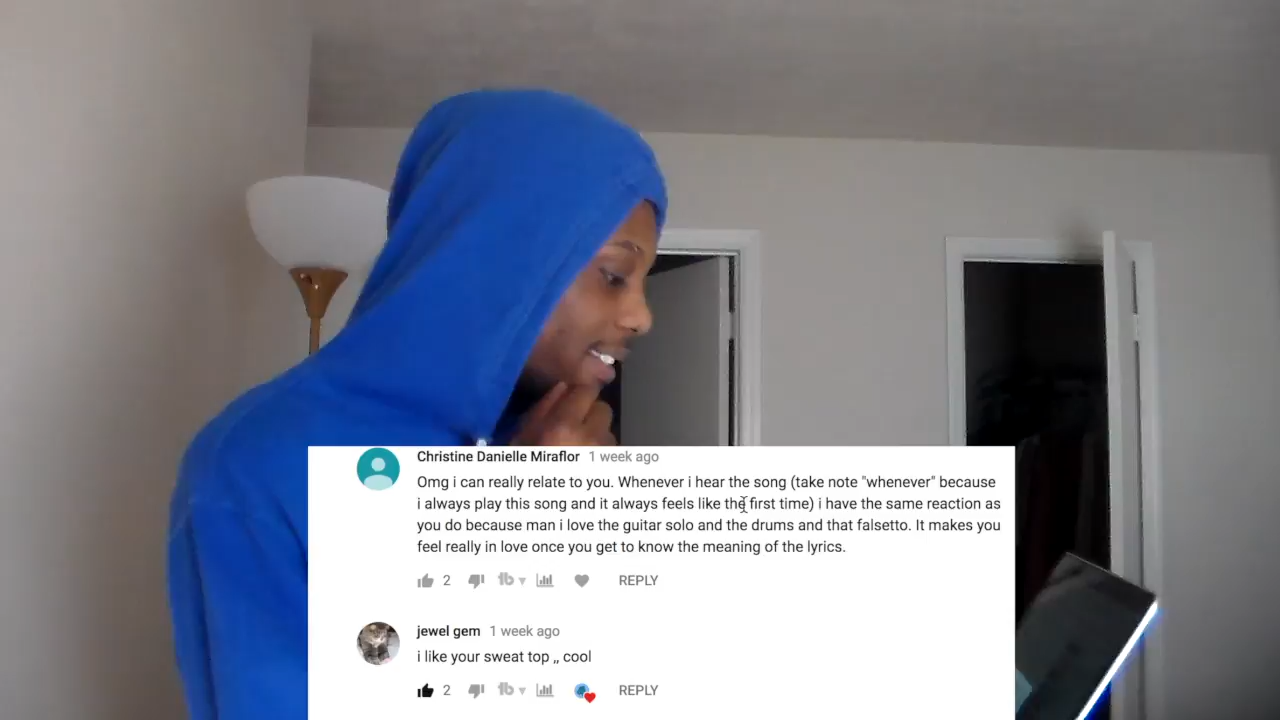 Christine Danielle Miraflor 1 week ago
Omg i can really relate to you. Whenever i hear the song (take note "whenever" because
i always play this song and it always feels like the first time) i have the same reaction as
you do because man i love the guitar solo and the drums and that falsetto. It makes you
feel really in love once you get to know the meaning of the lyrics.
2 REPLY
jewel gem 1 week ago
i like your sweat top ,, cool
2 REPLY